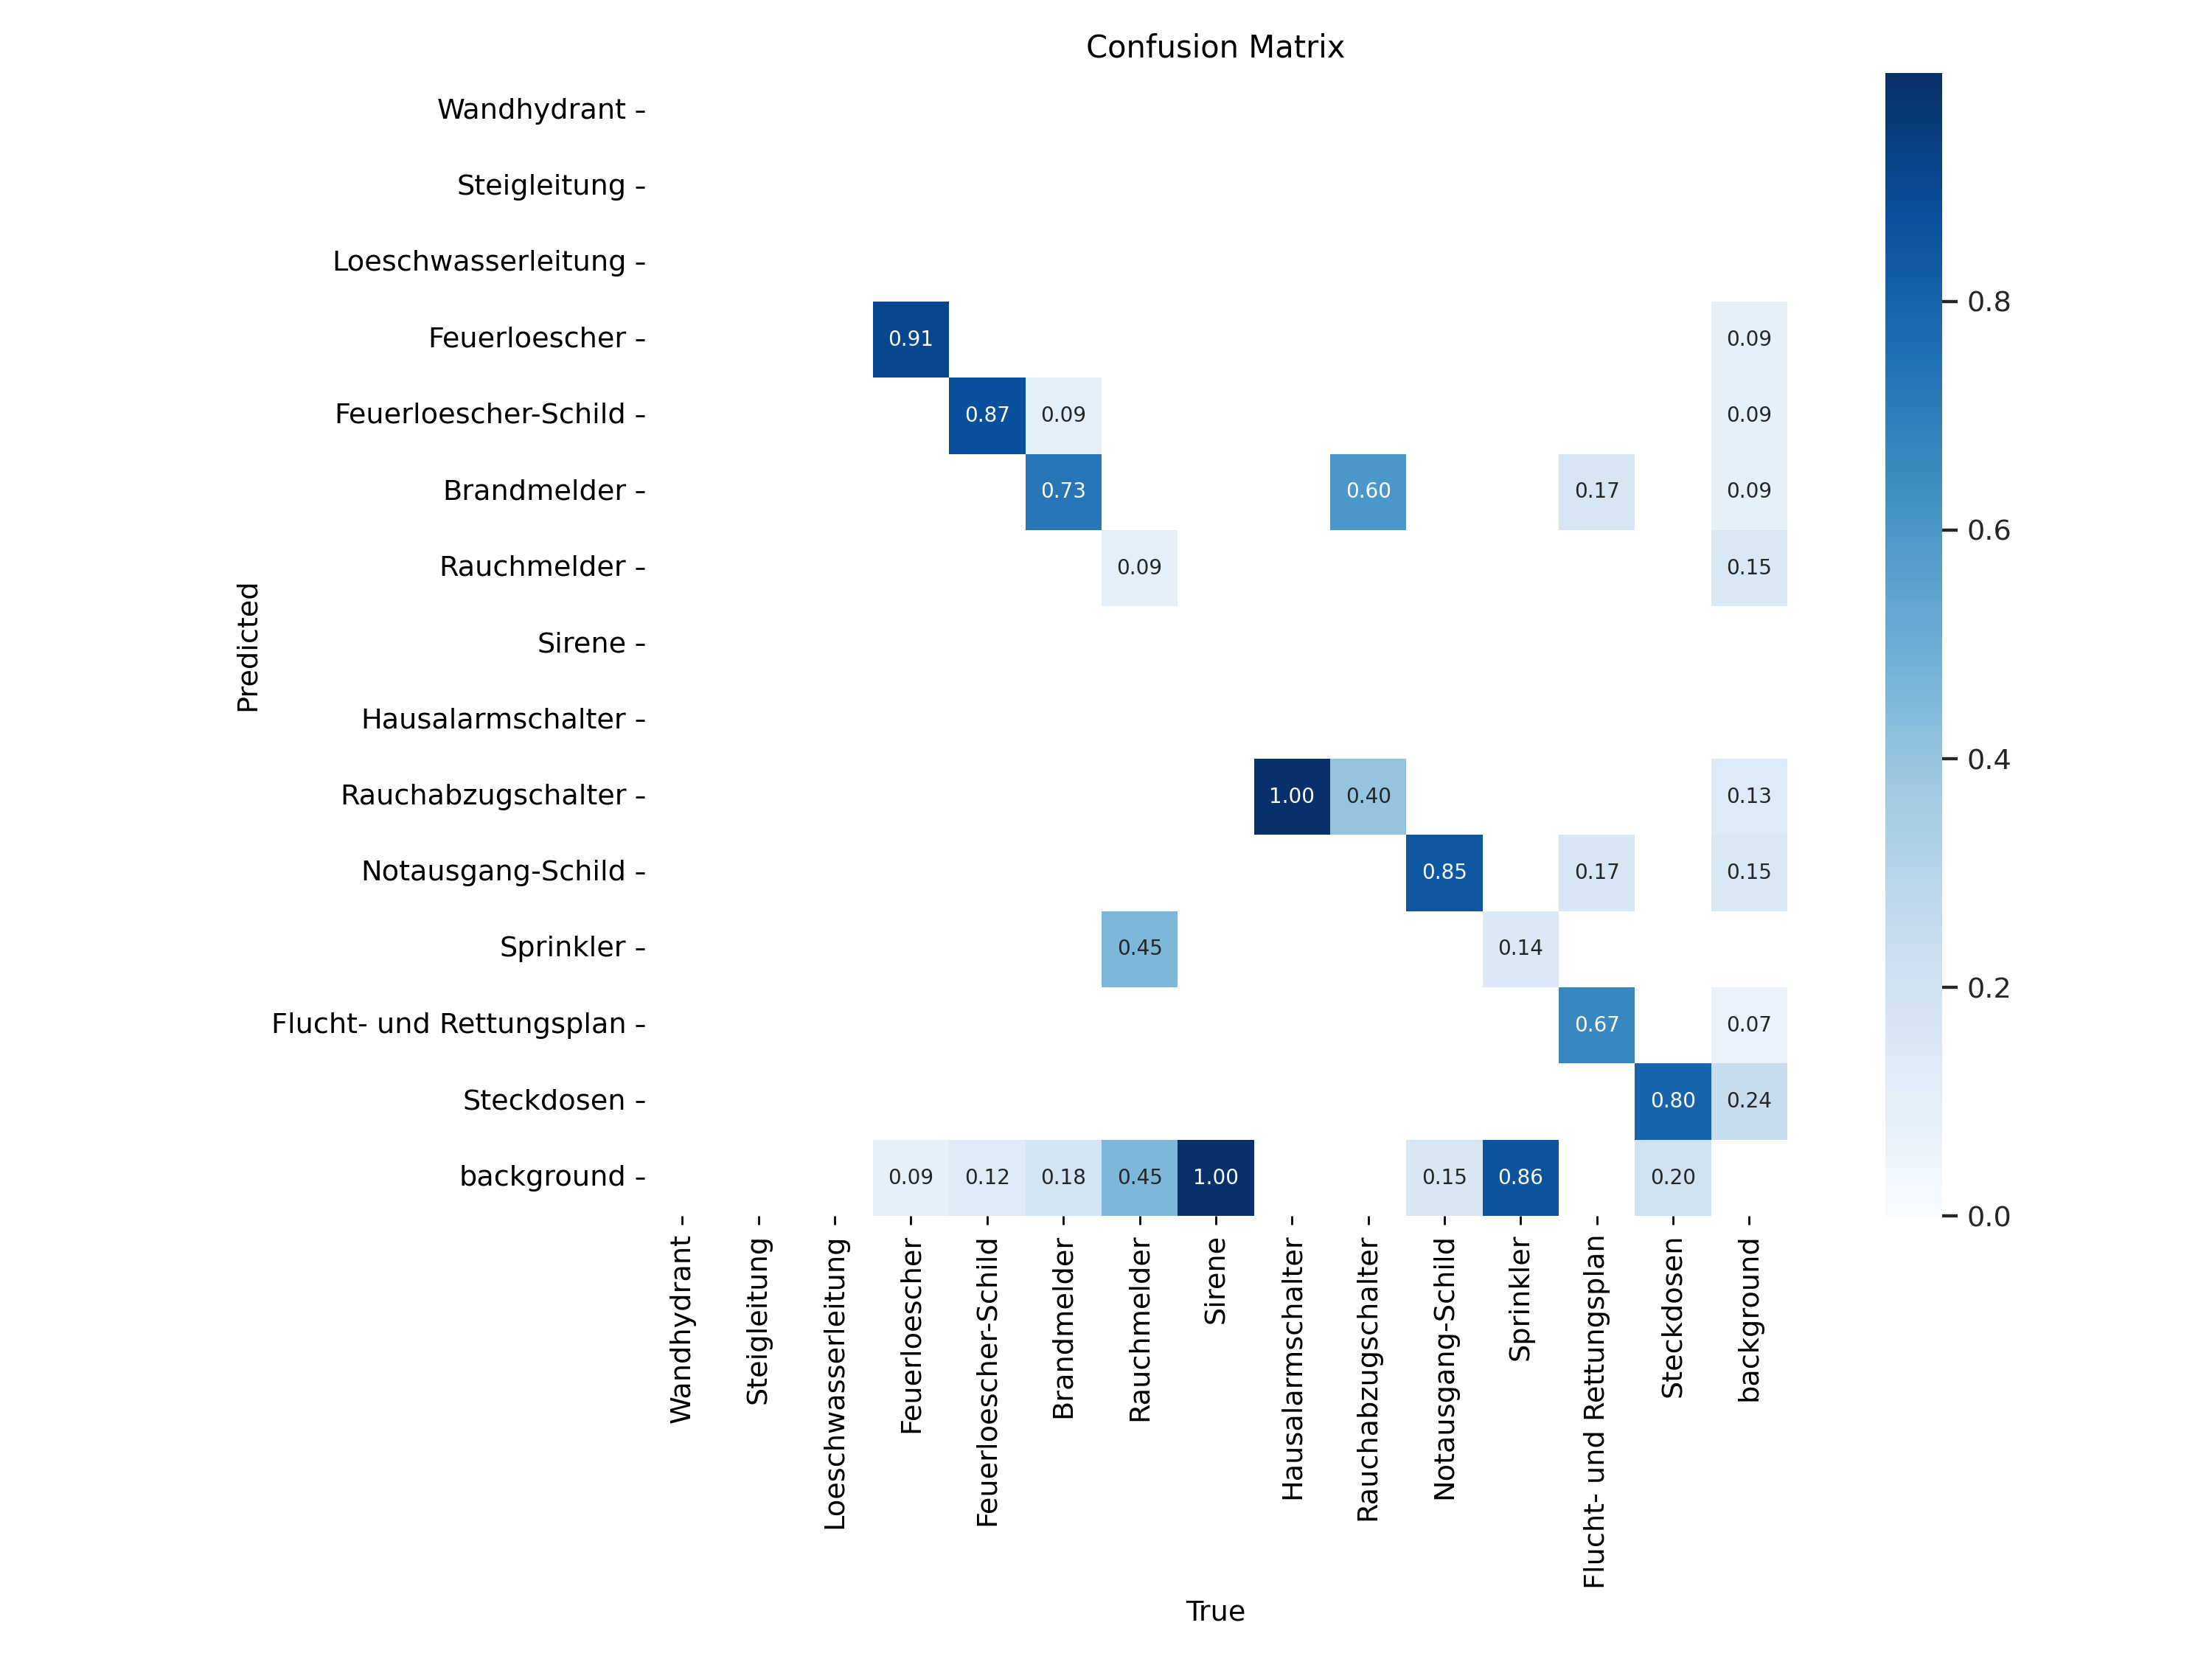 Confusion Matrix
Predicted
Wandhydrant
Steigleitung
Loeschwasserleitung
Feuerloescher 0.91 0.09
Feuerloescher-Schild 0.87 0.09 0.09
Brandmelder 0.73 0.60 0.17 0.09
Rauchmelder 0.09 0.15
Sirene
Hausalarmschalter
Rauchabzugschalter 1.00 0.40 0.13
Notausgang-Schild 0.85 0.17 0.15
Sprinkler 0.45 0.14
Flucht- und Rettungsplan 0.67 0.07
Steckdosen 0.80 0.24
background 0.09 0.12 0.18 0.45 1.00 0.15 0.86 0.20
Wandhydrant
Steigleitung
Loeschwasserleitung
Feuerloescher
Feuerloescher-Schild
Brandmelder
Rauchmelder
Sirene
Hausalarmschalter
Rauchabzugschalter
Notausgang-Schild
Sprinkler
Flucht- und Rettungsplan
Steckdosen
background
True
0.8
0.6
0.4
0.2
0.0